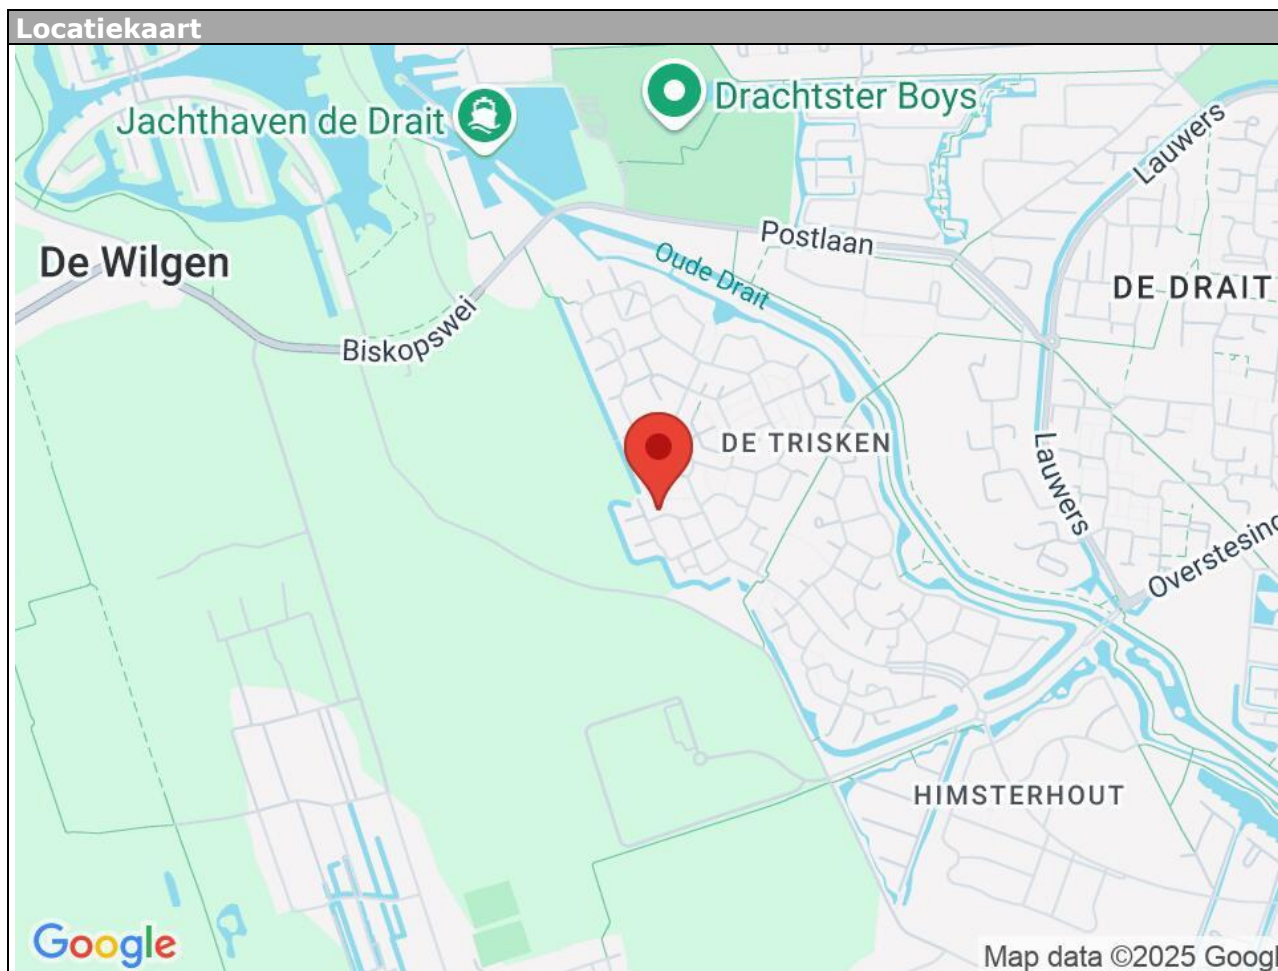 Locatiekaart
Jachthaven de Drait
Drachtster Boys
Lauwers
De Wilgen
Postlaan
Oude Drait
DE DRAIT
Biskopswei
DE TRISKEN
Lauwers
Overstesing
HIMSTERHOUT
Google
Map data ©2025 Googl